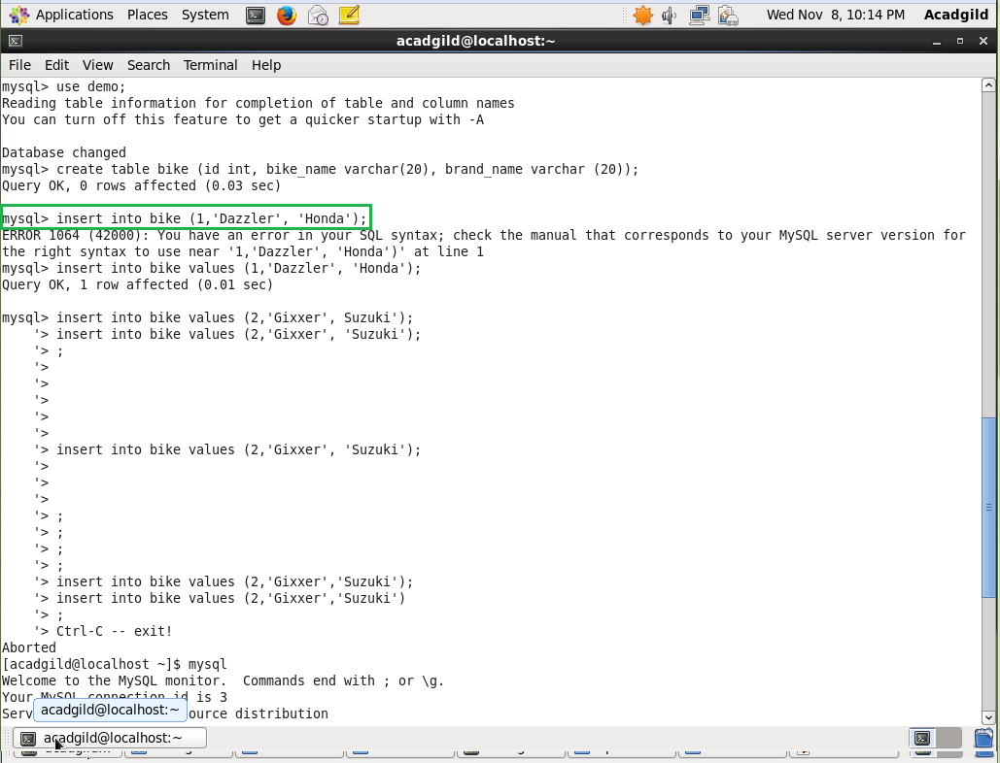 Applications Places System Wed Nov 8, 10:14 PM Acadgild
acadgild@localhost:~
File Edit View Search Terminal Help
mysql> use demo;
Reading table information for completion of table and column names
You can turn off this feature to get a quicker startup with -A
Database changed
mysql> create table bike (id int, bike_name varchar(20), brand_name varchar (20));
Query OK, 0 rows affected (0.03 sec)
mysql> insert into bike (1,'Dazzler', 'Honda');
ERROR 1064 (42000): You have an error in your SQL syntax; check the manual that corresponds to your MySQL server version for
the right syntax to use near '1,'Dazzler', 'Honda')' at line 1
mysql> insert into bike values (1,'Dazzler', 'Honda');
Query OK, 1 row affected (0.01 sec)
mysql> insert into bike values (2,'Gixxer', Suzuki');
'> insert into bike values (2,'Gixxer', 'Suzuki');
'> ;
'>
'>
'>
'>
'>
'> insert into bike values (2,'Gixxer', 'Suzuki');
'>
'>
'>
'> ;
'> ;
'> ;
'> ;
'> insert into bike values (2,'Gixxer','Suzuki');
'> insert into bike values (2,'Gixxer','Suzuki')
'> ;
'> Ctrl-C -- exit!
Aborted
[acadgild@localhost ~]$ mysql
Welcome to the MySQL monitor.  Commands end with ; or \g.
Your MySQL connection id is 3
Serv ource distribution
acadgild@localhost:~
acadgild@localhost:~